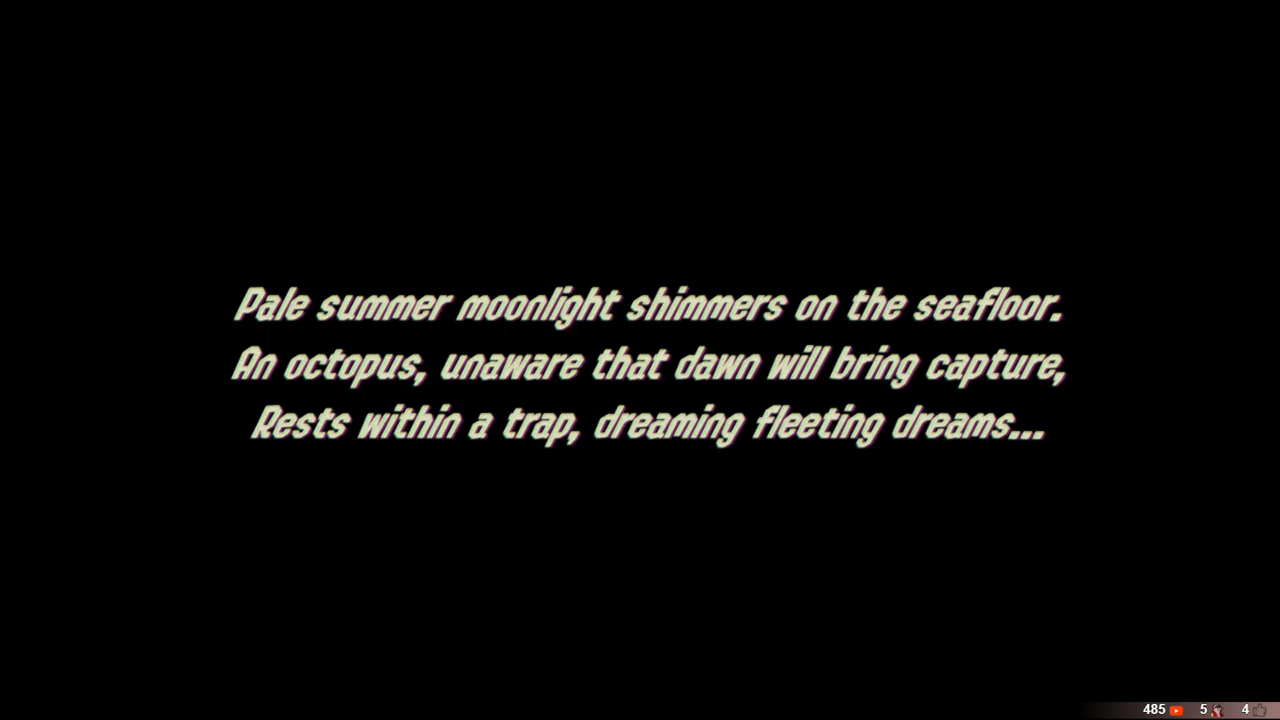 Pale summer moonlight shimmers on the seafloor.
An octopus, unaware that dawn will bring capture,
Rests within a trap, dreaming fleeting dreams...
485 5 4